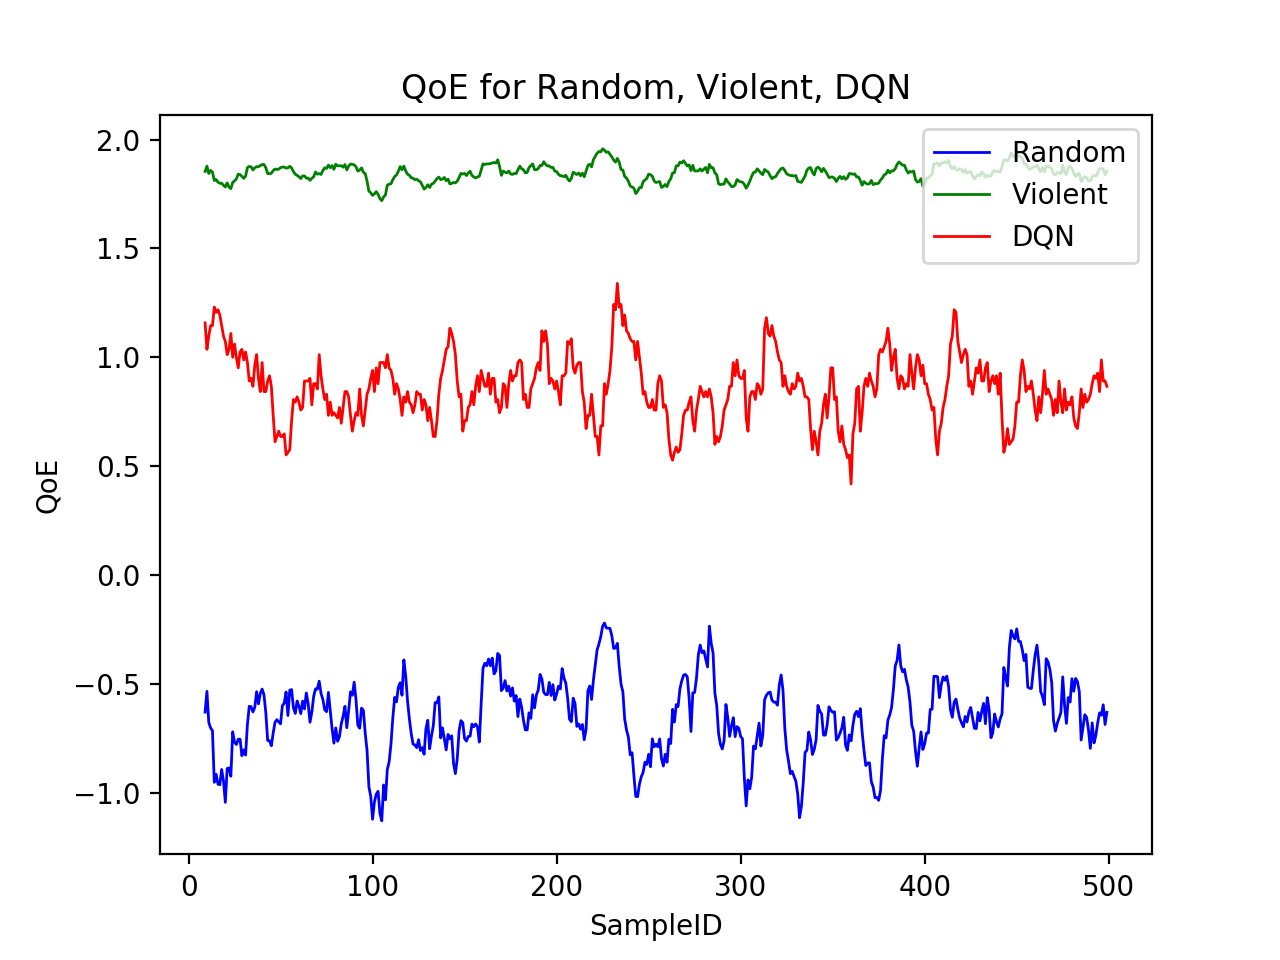 QoE for Random, Violent, DQN
2.0
1.5
1.0
0.5
0.0
−0.5
−1.0
QoE
Random
Violent
DQN
0 100 200 300 400 500
SampleID